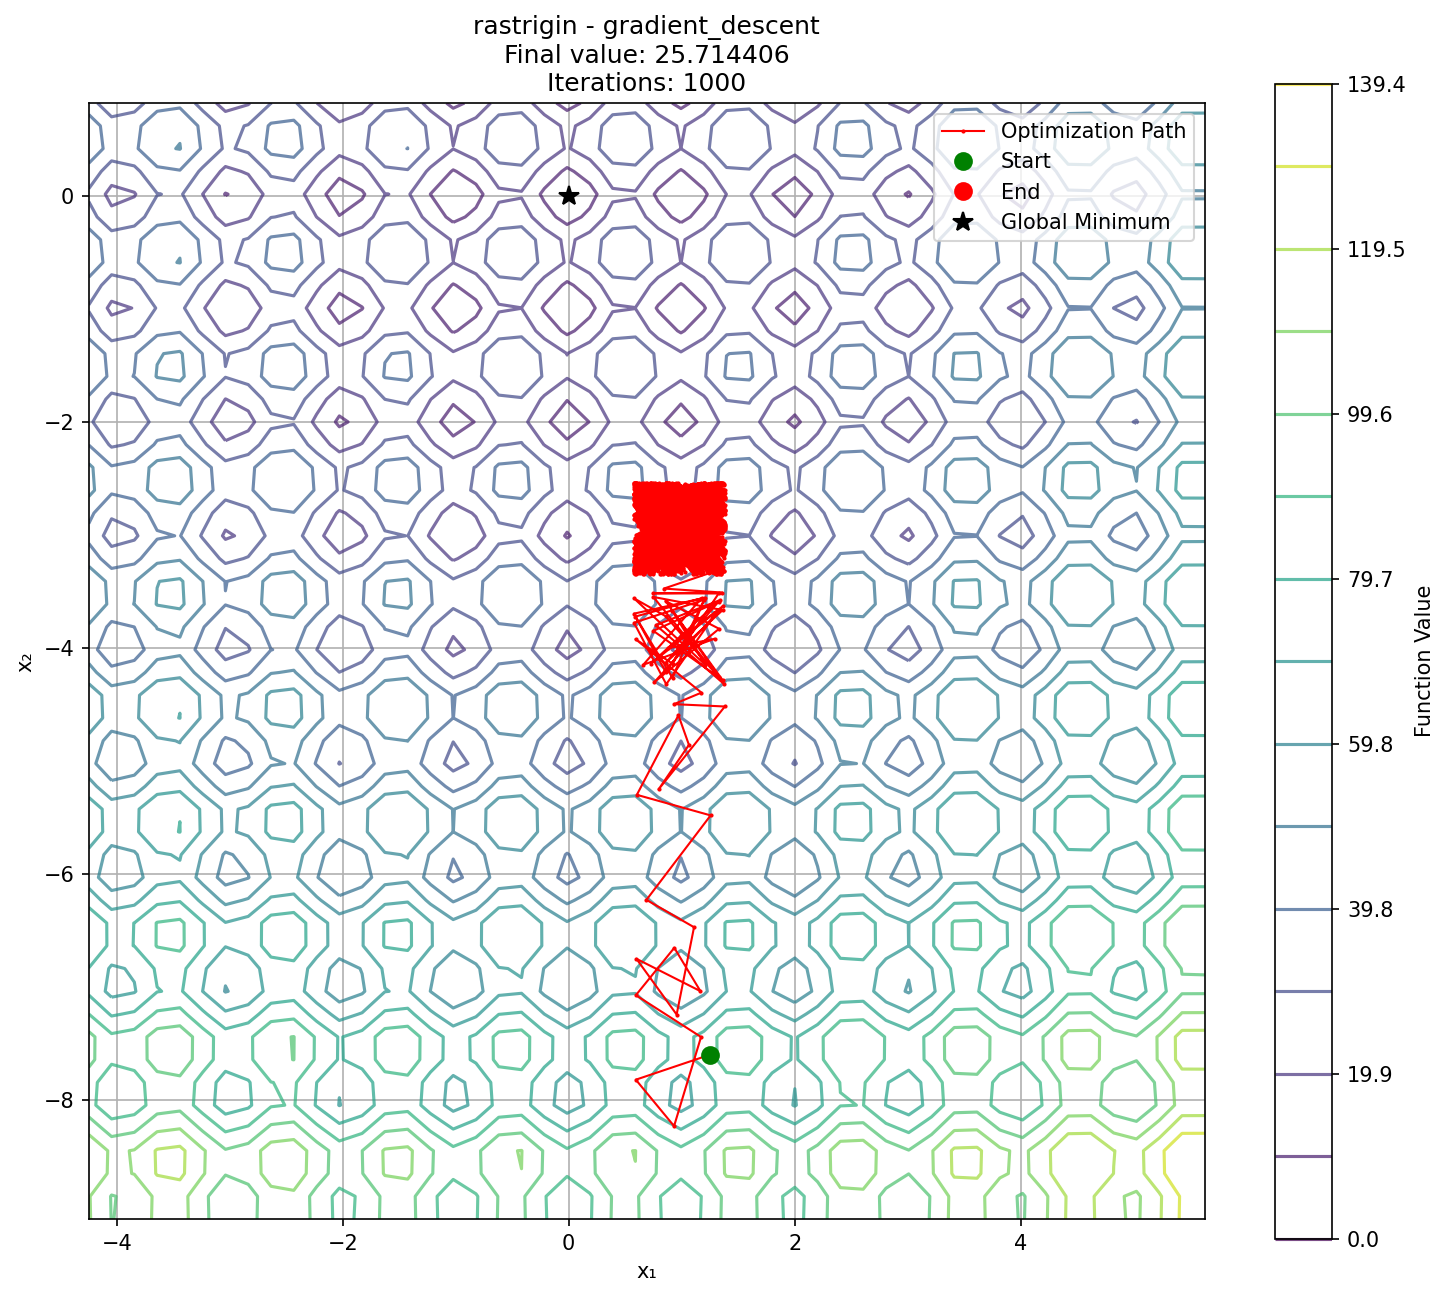 rastrigin - gradient_descent
Final value: 25.714406
Iterations: 1000
Optimization Path
Start
End
Global Minimum
0
−2
−4
−6
−8
x₂
−4
−2
0
2
4
x₁
139.4
119.5
99.6
79.7
59.8
39.8
19.9
0.0
Function Value